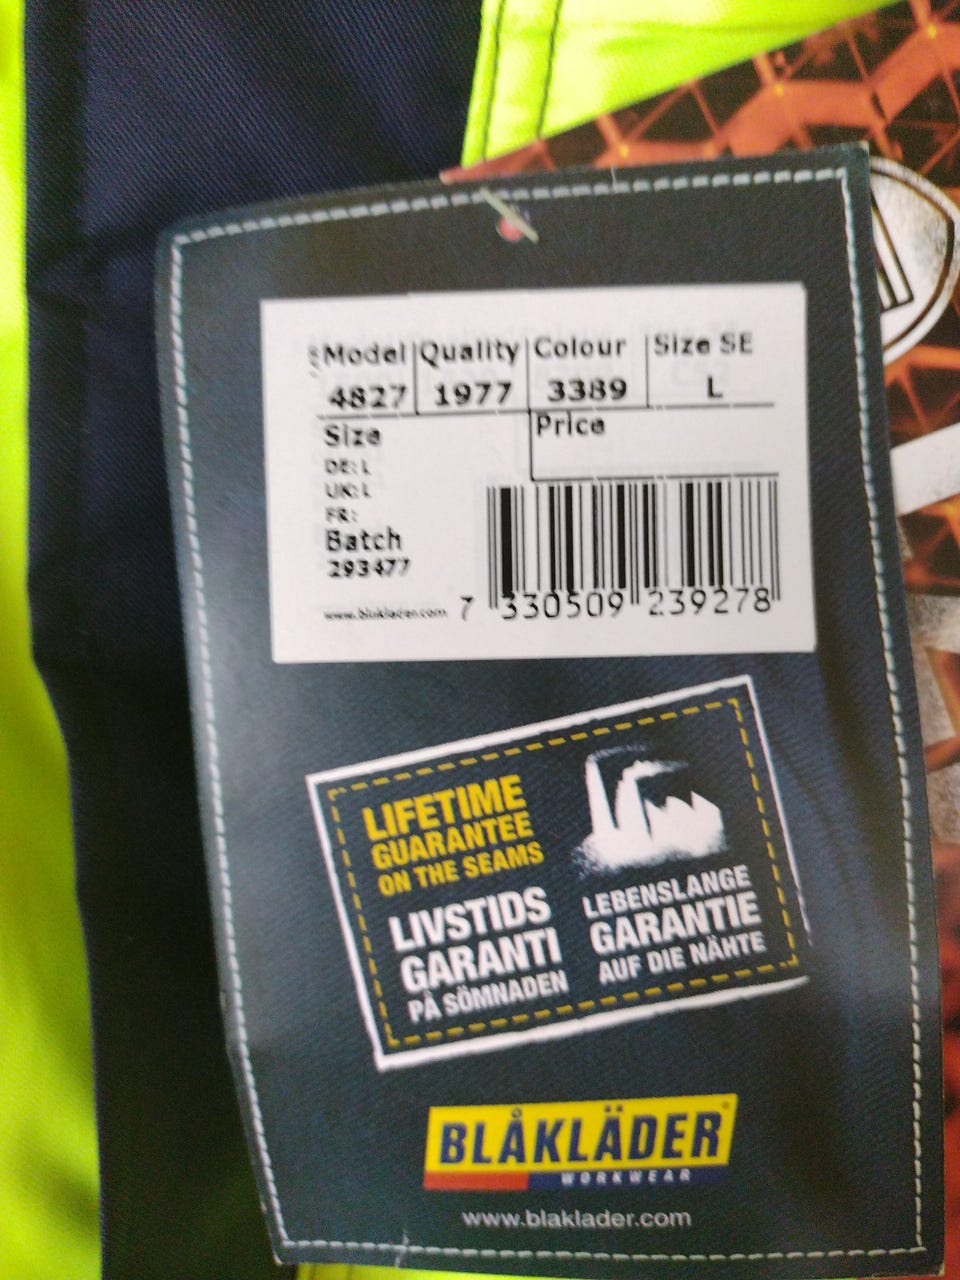 Model Quality Colour Size SE
4827 1977 3389 L
Size Price
DE: L
UK: L
FR:
Batch
293477
www.blaklader.com 7 330509 239278
LIFETIME
GUARANTEE
ON THE SEAMS
LIVSTIDS
GARANTI
PÅ SÖMNADEN
LEBENSLANGE
GARANTIE
AUF DIE NÄHTE
BLÅKLÄDER
WORKWEAR
www.blaklader.com